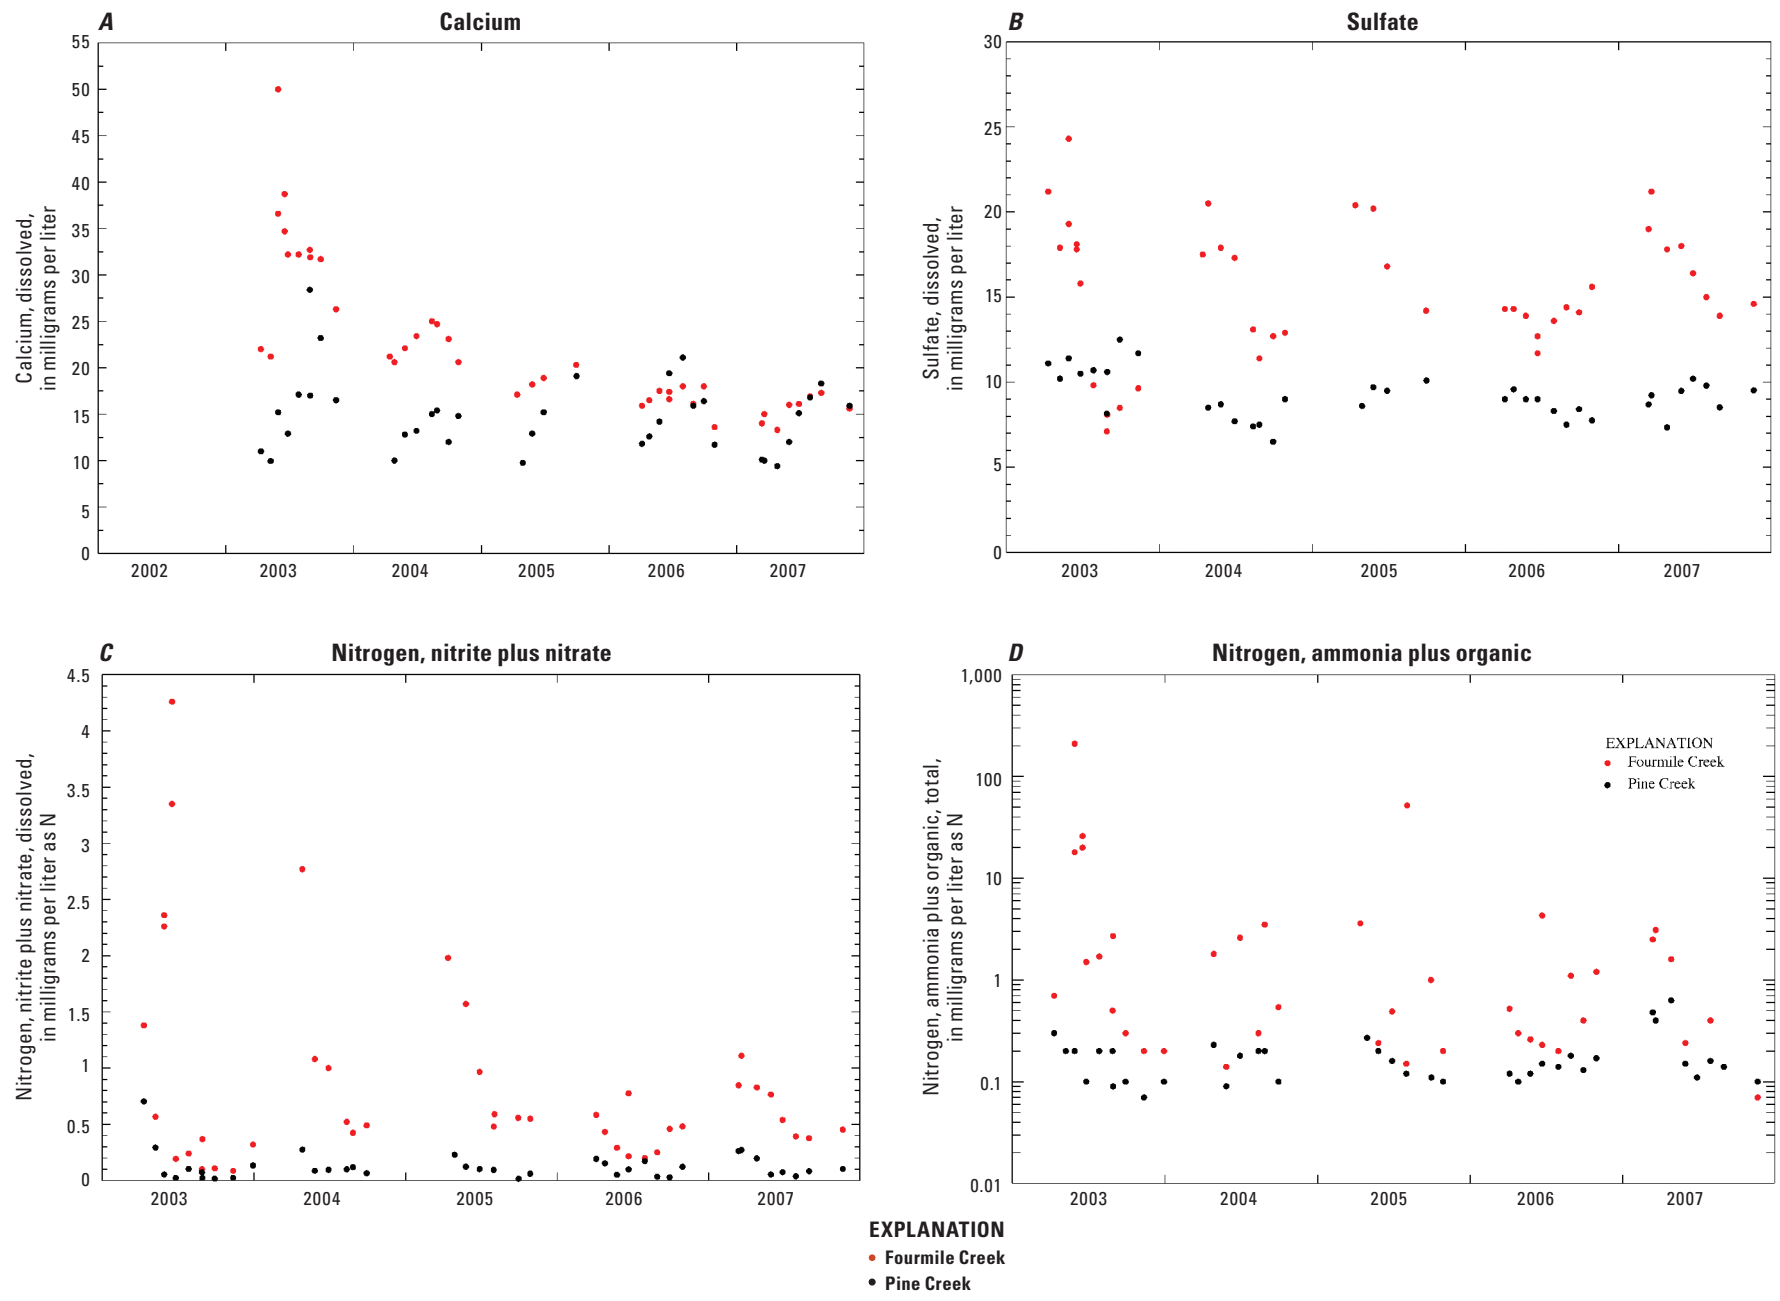 A Calcium
55
50
45
40
35
30
25
20
15
10
5
0
Calcium, dissolved,
in milligrams per liter
2002 2003 2004 2005 2006 2007
B Sulfate
30
25
20
15
10
5
0
Sulfate, dissolved,
in milligrams per liter
2003 2004 2005 2006 2007
C Nitrogen, nitrite plus nitrate
4.5
4
3.5
3
2.5
2
1.5
1
0.5
0
Nitrogen, nitrite plus nitrate, dissolved,
in milligrams per liter as N
2003 2004 2005 2006 2007
D Nitrogen, ammonia plus organic
1,000
100
10
1
0.1
0.01
Nitrogen, ammonia plus organic, total,
in milligrams per liter as N
EXPLANATION
Fourmile Creek
Pine Creek
2003 2004 2005 2006 2007
EXPLANATION
Fourmile Creek
Pine Creek